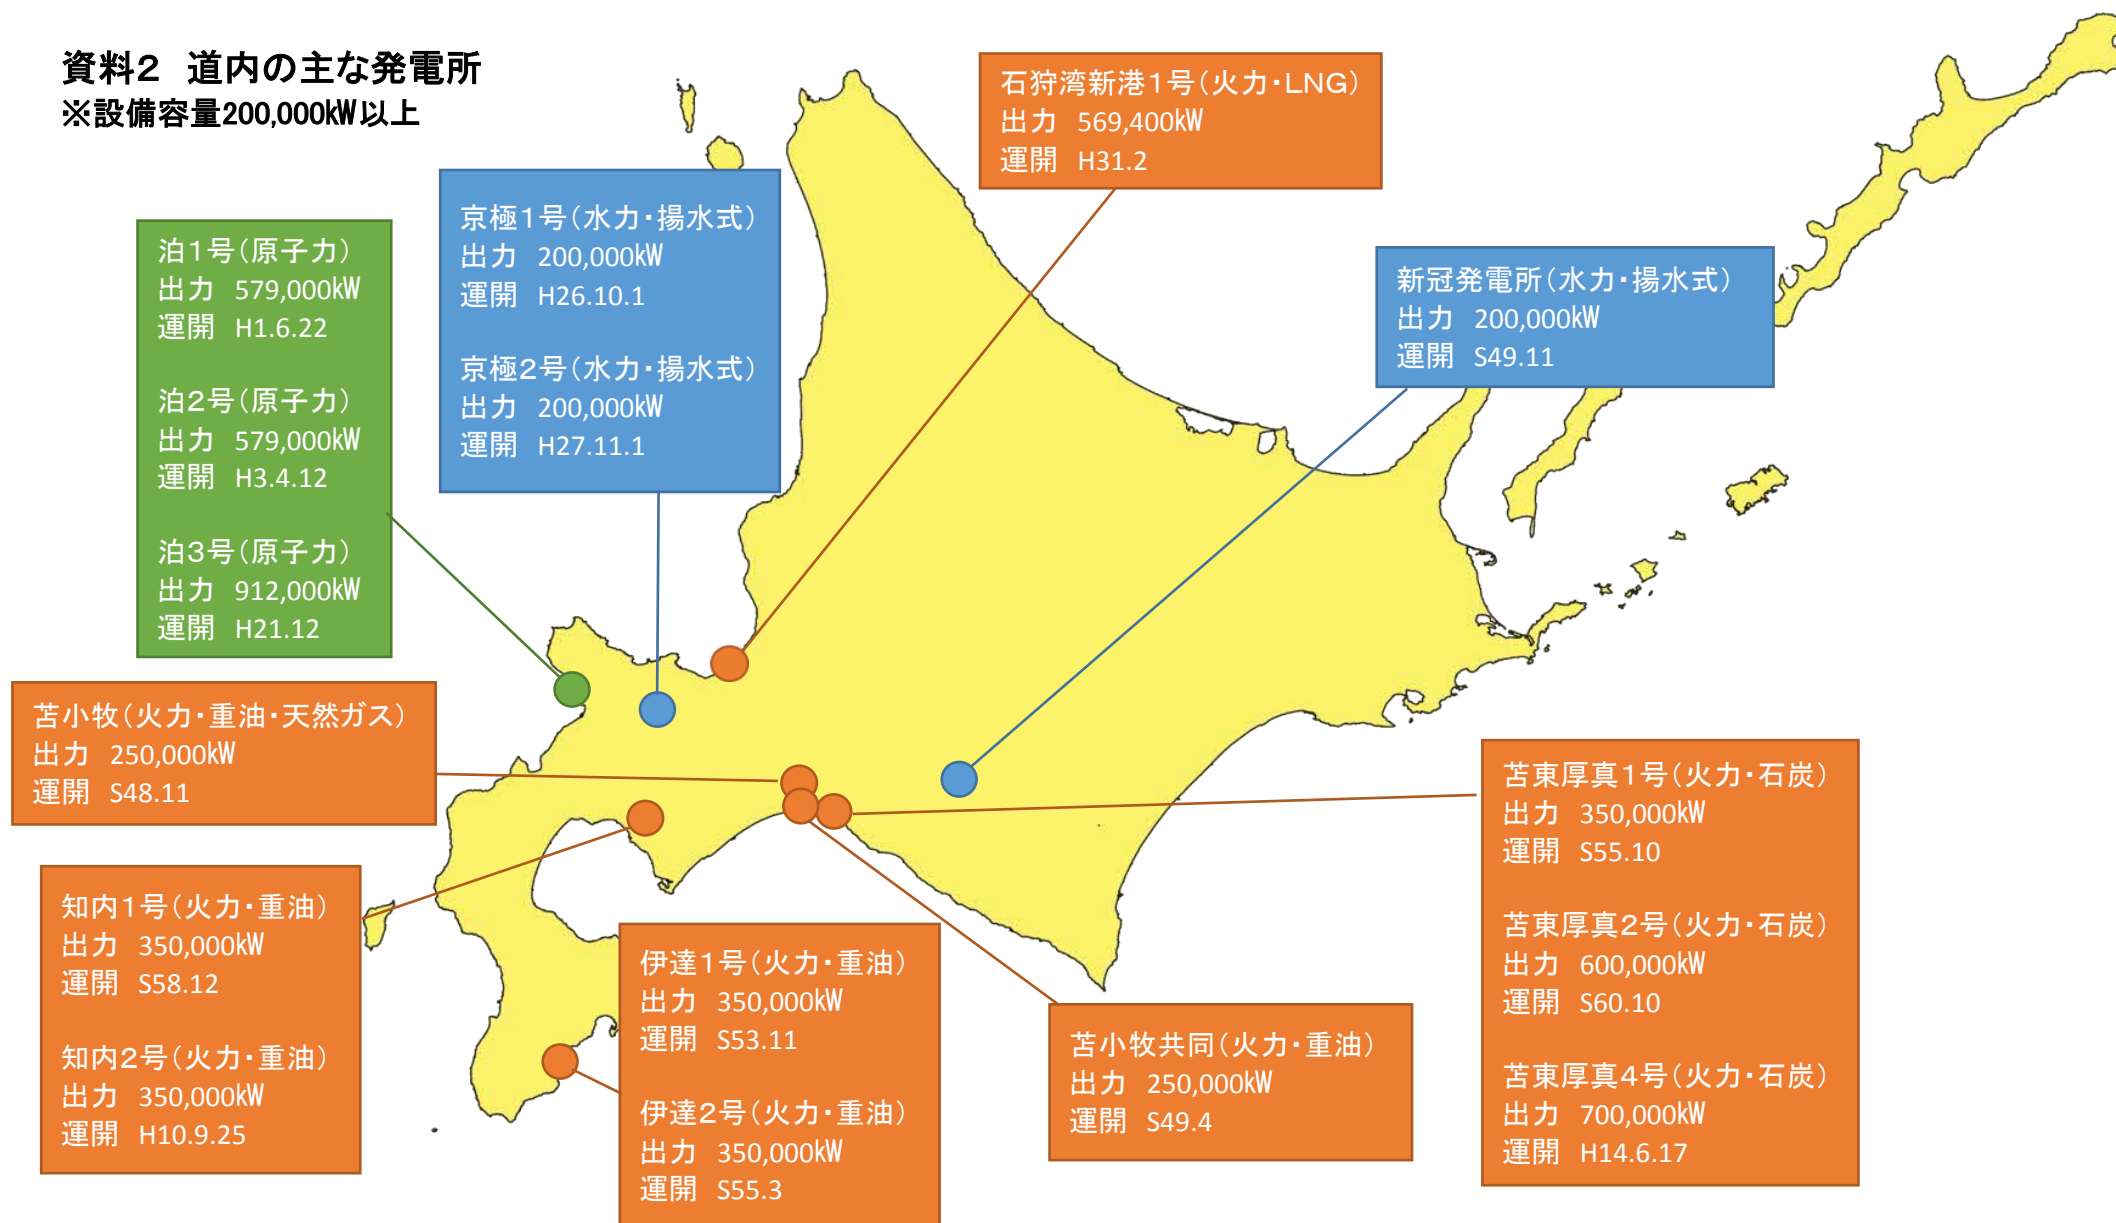 資料2 道内の主な発電所
※設備容量200,000kW以上
石狩湾新港1号(火力・LNG)
出力 569,400kW
運開 H31.2
京極1号(水力・揚水式)
出力 200,000kW
運開 H26.10.1
京極2号(水力・揚水式)
出力 200,000kW
運開 H27.11.1
泊1号(原子力)
出力 579,000kW
運開 H1.6.22
泊2号(原子力)
出力 579,000kW
運開 H3.4.12
泊3号(原子力)
出力 912,000kW
運開 H21.12
新冠発電所(水力・揚水式)
出力 200,000kW
運開 S49.11
苫小牧(火力・重油・天然ガス)
出力 250,000kW
運開 S48.11
知内1号(火力・重油)
出力 350,000kW
運開 S58.12
知内2号(火力・重油)
出力 350,000kW
運開 H10.9.25
伊達1号(火力・重油)
出力 350,000kW
運開 S53.11
伊達2号(火力・重油)
出力 350,000kW
運開 S55.3
苫小牧共同(火力・重油)
出力 250,000kW
運開 S49.4
苫東厚真1号(火力・石炭)
出力 350,000kW
運開 S55.10
苫東厚真2号(火力・石炭)
出力 600,000kW
運開 S60.10
苫東厚真4号(火力・石炭)
出力 700,000kW
運開 H14.6.17